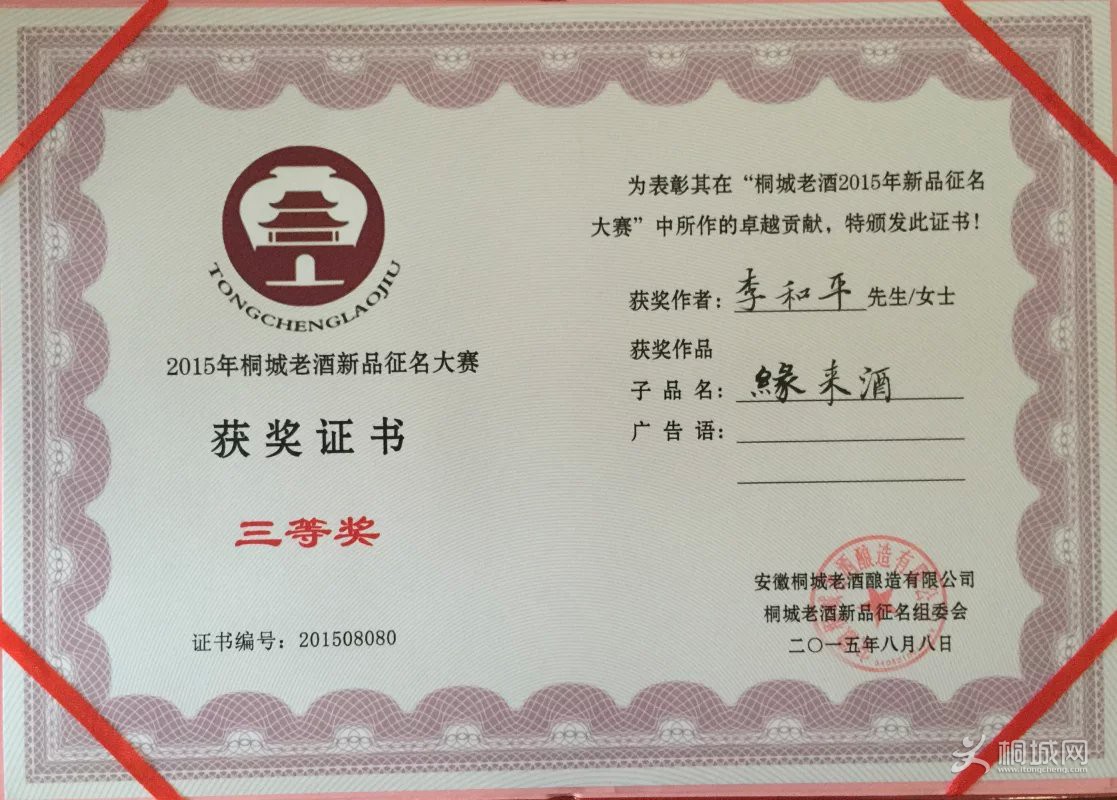 TONGCHENGLAOJIU
2015年桐城老酒新品征名大赛
获奖证书
三等奖
证书编号：201508080
为表彰其在“桐城老酒2015年新品征名
大赛”中所作的卓越贡献，特颁发此证书！
获奖作者：李和平先生/女士
获奖作品
子品名：緣来酒
广告语：
安徽桐城老酒酿造有限公司
桐城老酒新品征名组委会
二〇一五年八月八日
桐城网
www.itongcheng.com